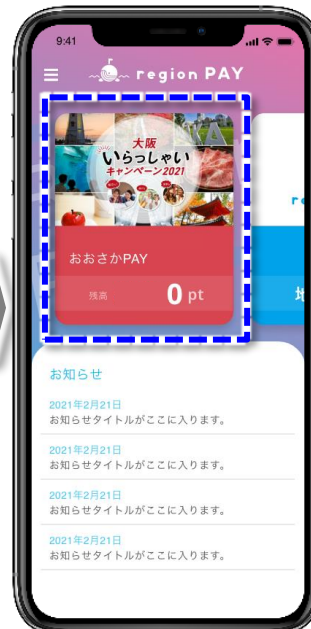 9:41
region PAY
大阪
いらっしゃい
キャンペーン2021
おおさかPAY
残高 0 pt
お知らせ
2021年2月21日
お知らせタイトルがここに入ります。
2021年2月21日
お知らせタイトルがここに入ります。
2021年2月21日
お知らせタイトルがここに入ります。
2021年2月21日
お知らせタイトルがここに入ります。